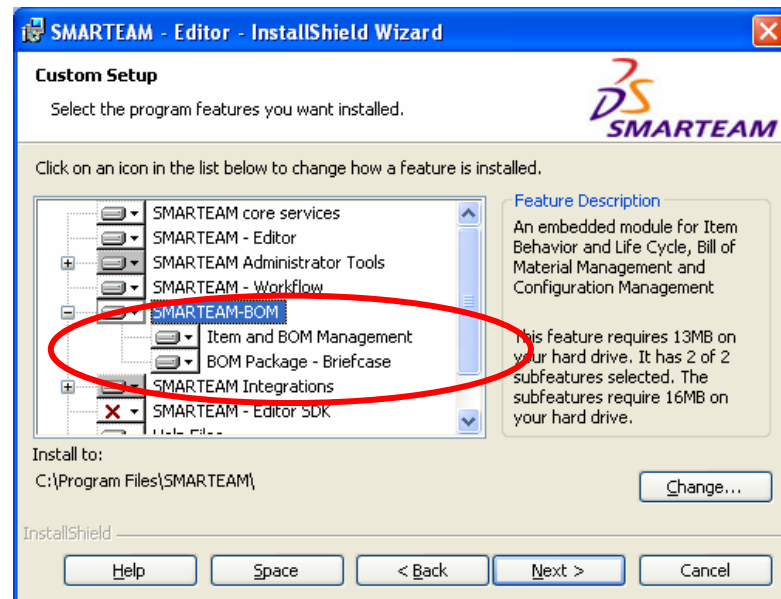 SMARTEAM - Editor - InstallShield Wizard
Custom Setup
Select the program features you want installed.
SMARTEAM
Click on an icon in the list below to change how a feature is installed.
SMARTEAM core services
SMARTEAM - Editor
SMARTEAM Administrator Tools
SMARTEAM - Workflow
SMARTEAM-BOM
Item and BOM Management
BOM Package - Briefcase
SMARTEAM Integrations
SMARTEAM - Editor SDK
Help Files
Feature Description
An embedded module for Item
Behavior and Life Cycle, Bill of
Material Management and
Configuration Management
This feature requires 13MB on
your hard drive. It has 2 of 2
subfeatures selected. The
subfeatures require 16MB on
your hard drive.
Install to:
C:\Program Files\SMARTEAM\
Change...
InstallShield
Help
Space
< Back
Next >
Cancel